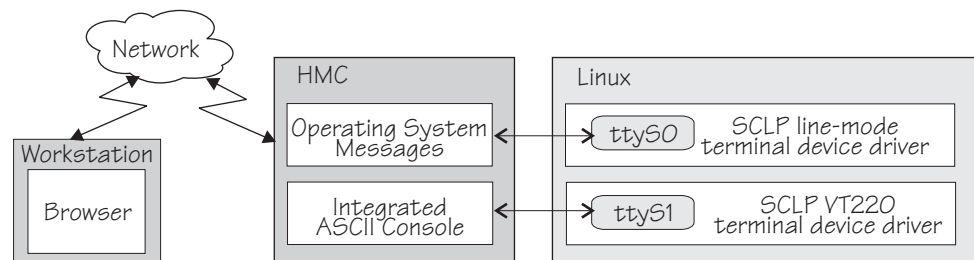 Network
Workstation
Browser
HMC
Operating System
Messages
Integrated
ASCII Console
Linux
ttyS0
SCLP line-mode
terminal device driver
ttyS1
SCLP VT220
terminal device driver